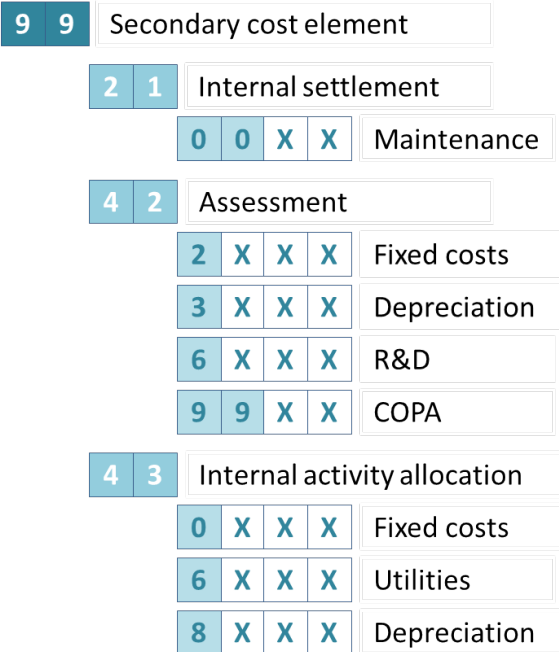 9 9 Secondary cost element
2 1 Internal settlement
0 0 X X Maintenance
4 2 Assessment
2 X X X Fixed costs
3 X X X Depreciation
6 X X X R&D
9 9 X X COPA
4 3 Internal activity allocation
0 X X X Fixed costs
6 X X X Utilities
8 X X X Depreciation